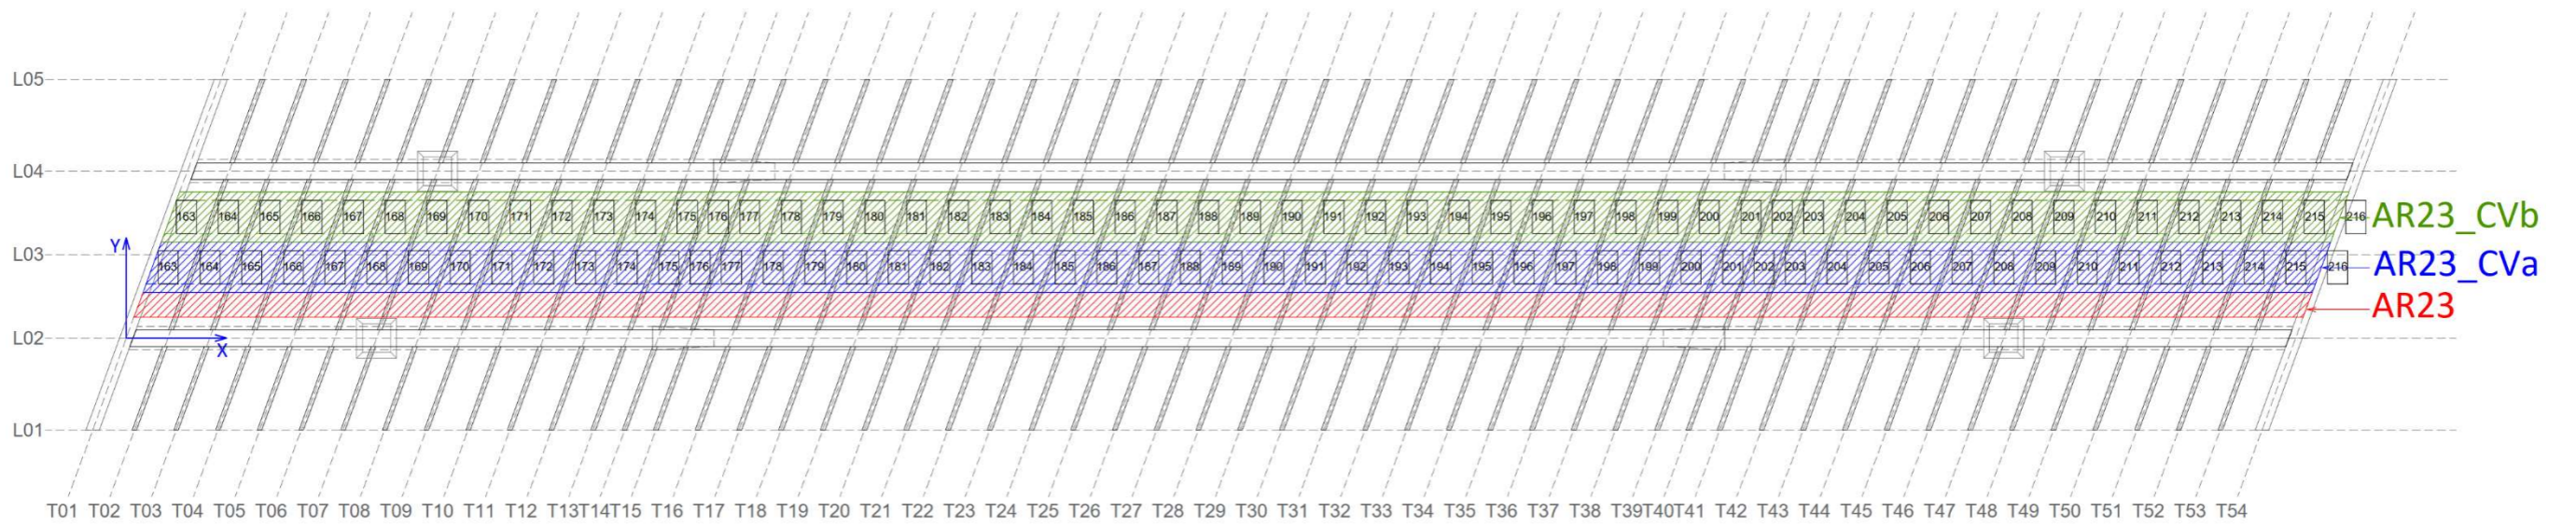 L05
L04
163 164 165 166 167 168 169 170 171 172 173 174 175 176 177 178 179 180 181 182 183 184 185 186 187 188 189 190 191 192 193 194 195 196 197 198 199 200 201 202 203 204 205 206 207 208 209 210 211 212 213 214 215 216 AR23_CVb
Y L03
163 164 165 166 167 168 169 170 171 172 173 174 175 176 177 178 179 180 181 182 183 184 185 186 187 188 189 190 191 192 193 194 195 196 197 198 199 200 201 202 203 204 205 206 207 208 209 210 211 212 213 214 215 216 AR23_CVa
AR23
L02
X
L01
T01 T02 T03 T04 T05 T06 T07 T08 T09 T10 T11 T12 T13 T14 T15 T16 T17 T18 T19 T20 T21 T22 T23 T24 T25 T26 T27 T28 T29 T30 T31 T32 T33 T34 T35 T36 T37 T38 T39 T40 T41 T42 T43 T44 T45 T46 T47 T48 T49 T50 T51 T52 T53 T54